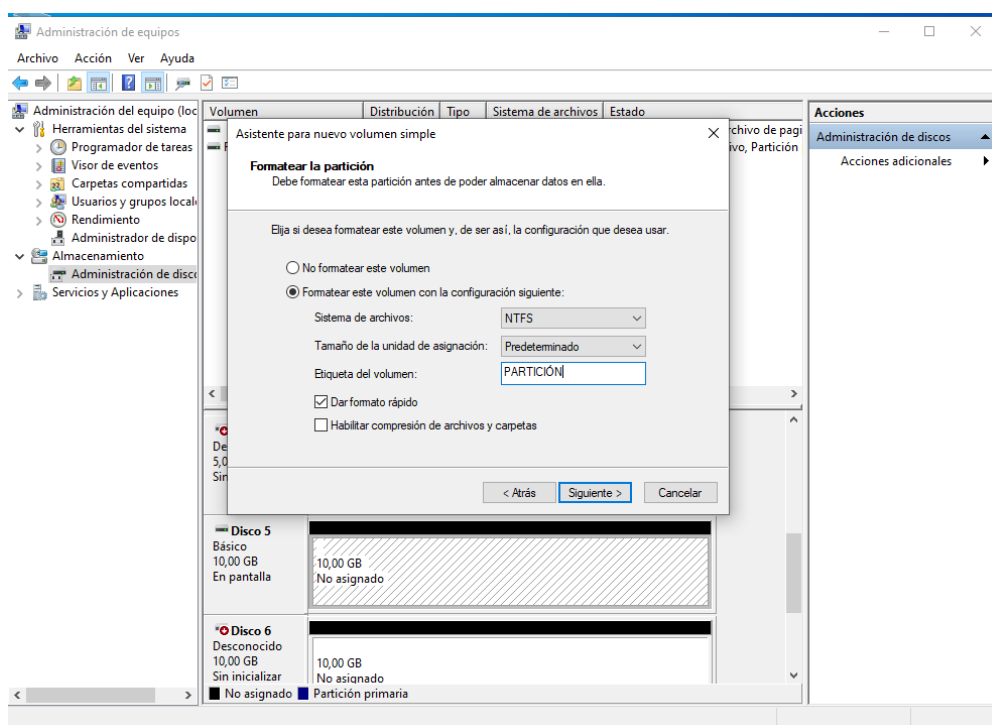 Administración de equipos
Archivo Acción Ver Ayuda
Administración del equipo (loc
Herramientas del sistema
Programador de tareas
Visor de eventos
Carpetas compartidas
Usuarios y grupos local
Rendimiento
Administrador de dispo
Almacenamiento
Administración de disco
Servicios y Aplicaciones
Volumen Distribución Tipo Sistema de archivos Estado
rchivo de pagi
ivo, Partición
Asistente para nuevo volumen simple
Formatear la partición
Debe formatear esta partición antes de poder almacenar datos en ella.
Elija si desea formatear este volumen y, de ser así, la configuración que desea usar.
No formatear este volumen
Formatear este volumen con la configuración siguiente:
Sistema de archivos: NTFS
Tamaño de la unidad de asignación: Predeterminado
Etiqueta del volumen: PARTICIÓN
Dar formato rápido
Habilitar compresión de archivos y carpetas
< Atrás Siguiente > Cancelar
De
5,0
Sin
Disco 5
Básico
10,00 GB
En pantalla
10,00 GB
No asignado
Disco 6
Desconocido
10,00 GB
Sin inicializar
10,00 GB
No asignado
No asignado Partición primaria
Acciones
Administración de discos
Acciones adicionales